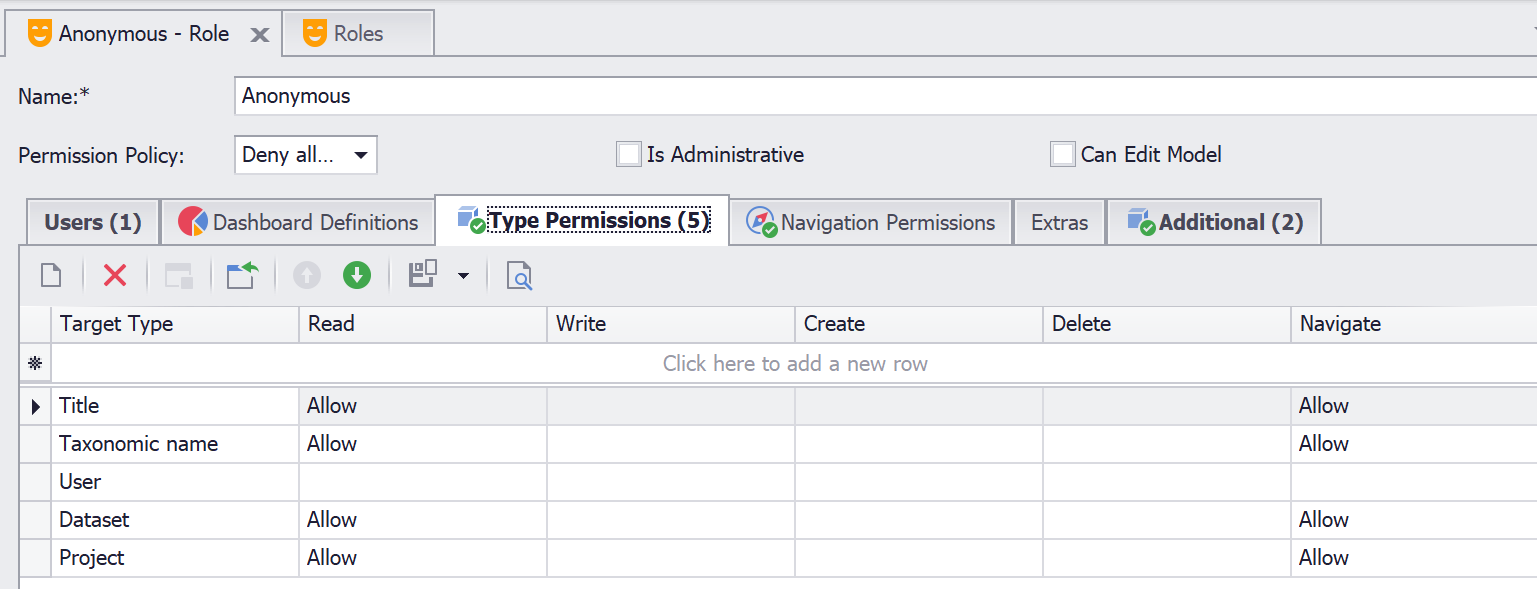 Anonymous - Role
Roles
Name:*
Anonymous
Permission Policy:
Deny all...
Is Administrative
Can Edit Model
Users (1)
Dashboard Definitions
Type Permissions (5)
Navigation Permissions
Extras
Additional (2)
Target Type Read Write Create Delete Navigate
Click here to add a new row
Title Allow Allow
Taxonomic name Allow Allow
User
Dataset Allow Allow
Project Allow Allow